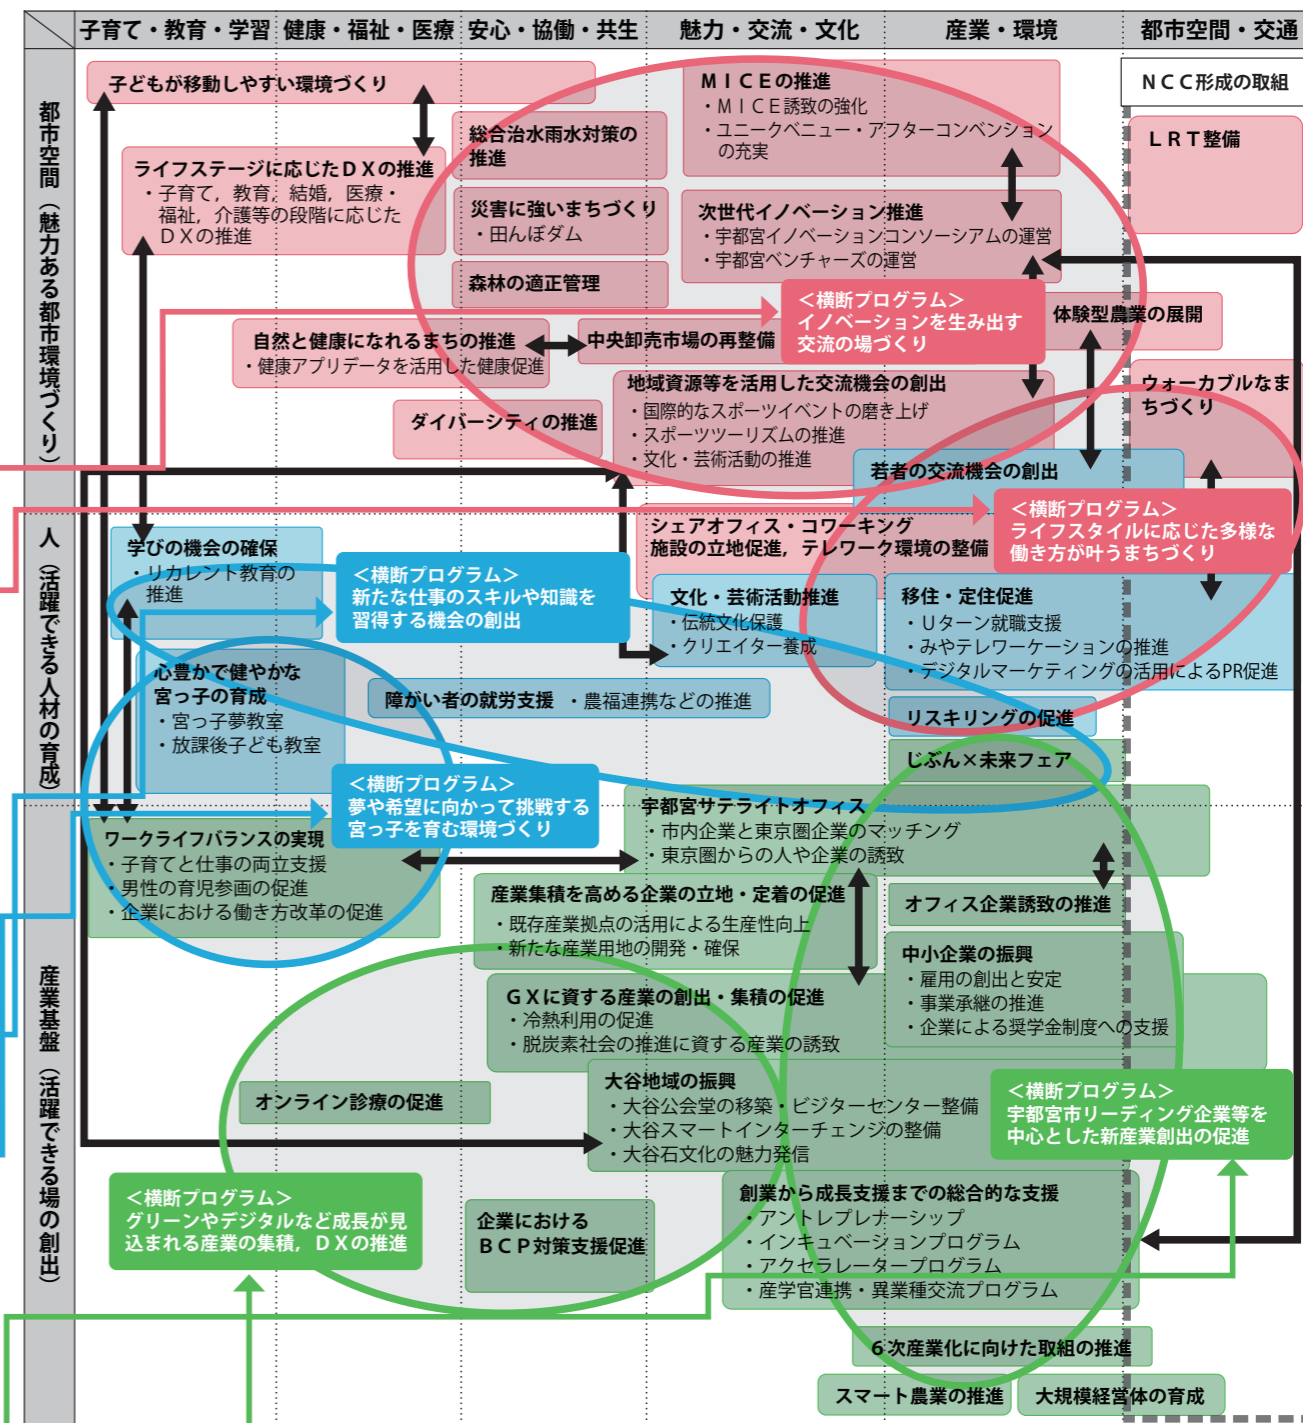 子育て・教育・学習
健康・福祉・医療
安心・協働・共生
魅力・交流・文化
産業・環境
都市空間・交通
都市空間（魅力ある都市環境づくり）
子どもが移動しやすい環境づくり
ＭＩＣＥの推進
・ＭＩＣＥ誘致の強化
・ユニークベニュー・アフターコンベンション
の充実
ＮＣＣ形成の取組
ＬＲＴ整備
総合治水雨水対策の
推進
ライフステージに応じたＤＸの推進
・子育て，教育，結婚，医療・
福祉，介護等の段階に応じた
ＤＸの推進
災害に強いまちづくり
・田んぼダム
次世代イノベーション推進
・宇都宮イノベーションコンソーシアムの運営
・宇都宮ベンチャーズの運営
森林の適正管理
＜横断プログラム＞
イノベーションを生み出す
交流の場づくり
体験型農業の展開
自然と健康になれるまちの推進
・健康アプリデータを活用した健康促進
中央卸売市場の再整備
地域資源等を活用した交流機会の創出
・国際的なスポーツイベントの磨き上げ
・スポーツツーリズムの推進
・文化・芸術活動の推進
ウォーカブルなま
ちづくり
ダイバーシティの推進
若者の交流機会の創出
人（活躍できる人材の育成）
＜横断プログラム＞
ライフスタイルに応じた多様な
働き方が叶うまちづくり
シェアオフィス・コワーキング
施設の立地促進，テレワーク環境の整備
学びの機会の確保
・リカレント教育の
推進
＜横断プログラム＞
新たな仕事のスキルや知識を
習得する機会の創出
文化・芸術活動推進
・伝統文化保護
・クリエイター養成
移住・定住促進
・Ｕターン就職支援
・みやテレワーケーションの推進
・デジタルマーケティングの活用によるPR促進
心豊かで健やかな
宮っ子の育成
・宮っ子夢教室
・放課後子ども教室
障がい者の就労支援 ・農福連携などの推進
リスキリングの促進
じぶん×未来フェア
＜横断プログラム＞
夢や希望に向かって挑戦する
宮っ子を育む環境づくり
産業基盤（活躍できる場の創出）
宇都宮サテライトオフィス
・市内企業と東京圏企業のマッチング
・東京圏からの人や企業の誘致
ワークライフバランスの実現
・子育てと仕事の両立支援
・男性の育児参画の促進
・企業における働き方改革の促進
産業集積を高める企業の立地・定着の促進
・既存産業拠点の活用による生産性向上
・新たな産業用地の開発・確保
オフィス企業誘致の推進
中小企業の振興
・雇用の創出と安定
・事業承継の推進
・企業による奨学金制度への支援
ＧＸに資する産業の創出・集積の促進
・冷熱利用の促進
・脱炭素社会の推進に資する産業の誘致
大谷地域の振興
・大谷公会堂の移築・ビジターセンター整備
・大谷スマートインターチェンジの整備
・大谷石文化の魅力発信
オンライン診療の促進
＜横断プログラム＞
宇都宮市リーディング企業等を
中心とした新産業創出の促進
＜横断プログラム＞
グリーンやデジタルなど成長が見
込まれる産業の集積，ＤＸの推進
企業における
ＢＣＰ対策支援促進
創業から成長支援までの総合的な支援
・アントレプレナーシップ
・インキュベーションプログラム
・アクセラレータープログラム
・産学官連携・異業種交流プログラム
６次産業化に向けた取組の推進
スマート農業の推進
大規模経営体の育成